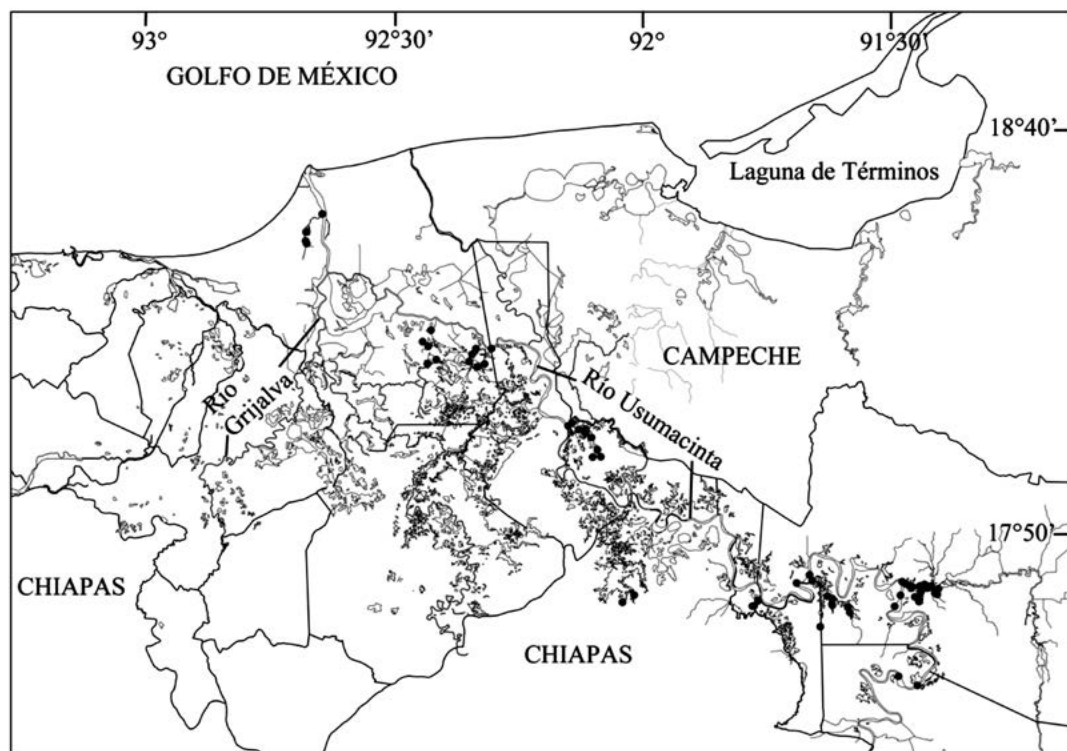 93°
92°30'
92°
91°30'
GOLFO DE MÉXICO
18°40'
Laguna de Términos
CAMPECHE
Río
Grijalva
Río Usumacinta
17°50'
CHIAPAS
CHIAPAS